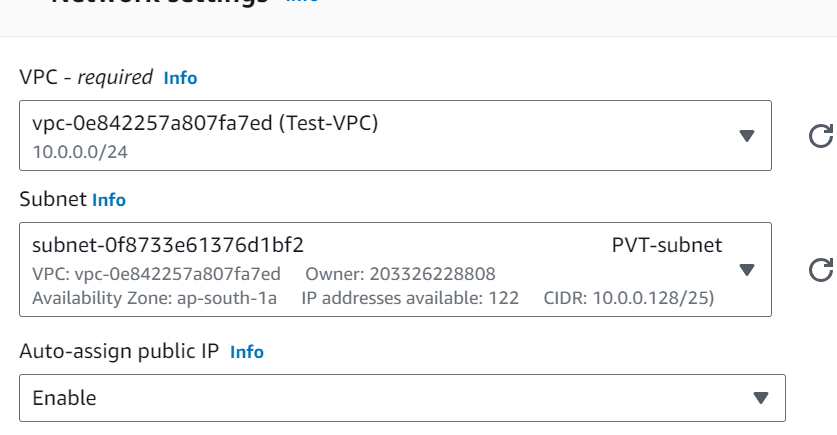 Network settings Info
VPC - required Info
vpc-0e842257a807fa7ed (Test-VPC)
10.0.0.0/24
Subnet Info
subnet-0f8733e61376d1bf2 PVT-subnet
VPC: vpc-0e842257a807fa7ed Owner: 203326228808
Availability Zone: ap-south-1a IP addresses available: 122 CIDR: 10.0.0.128/25)
Auto-assign public IP Info
Enable